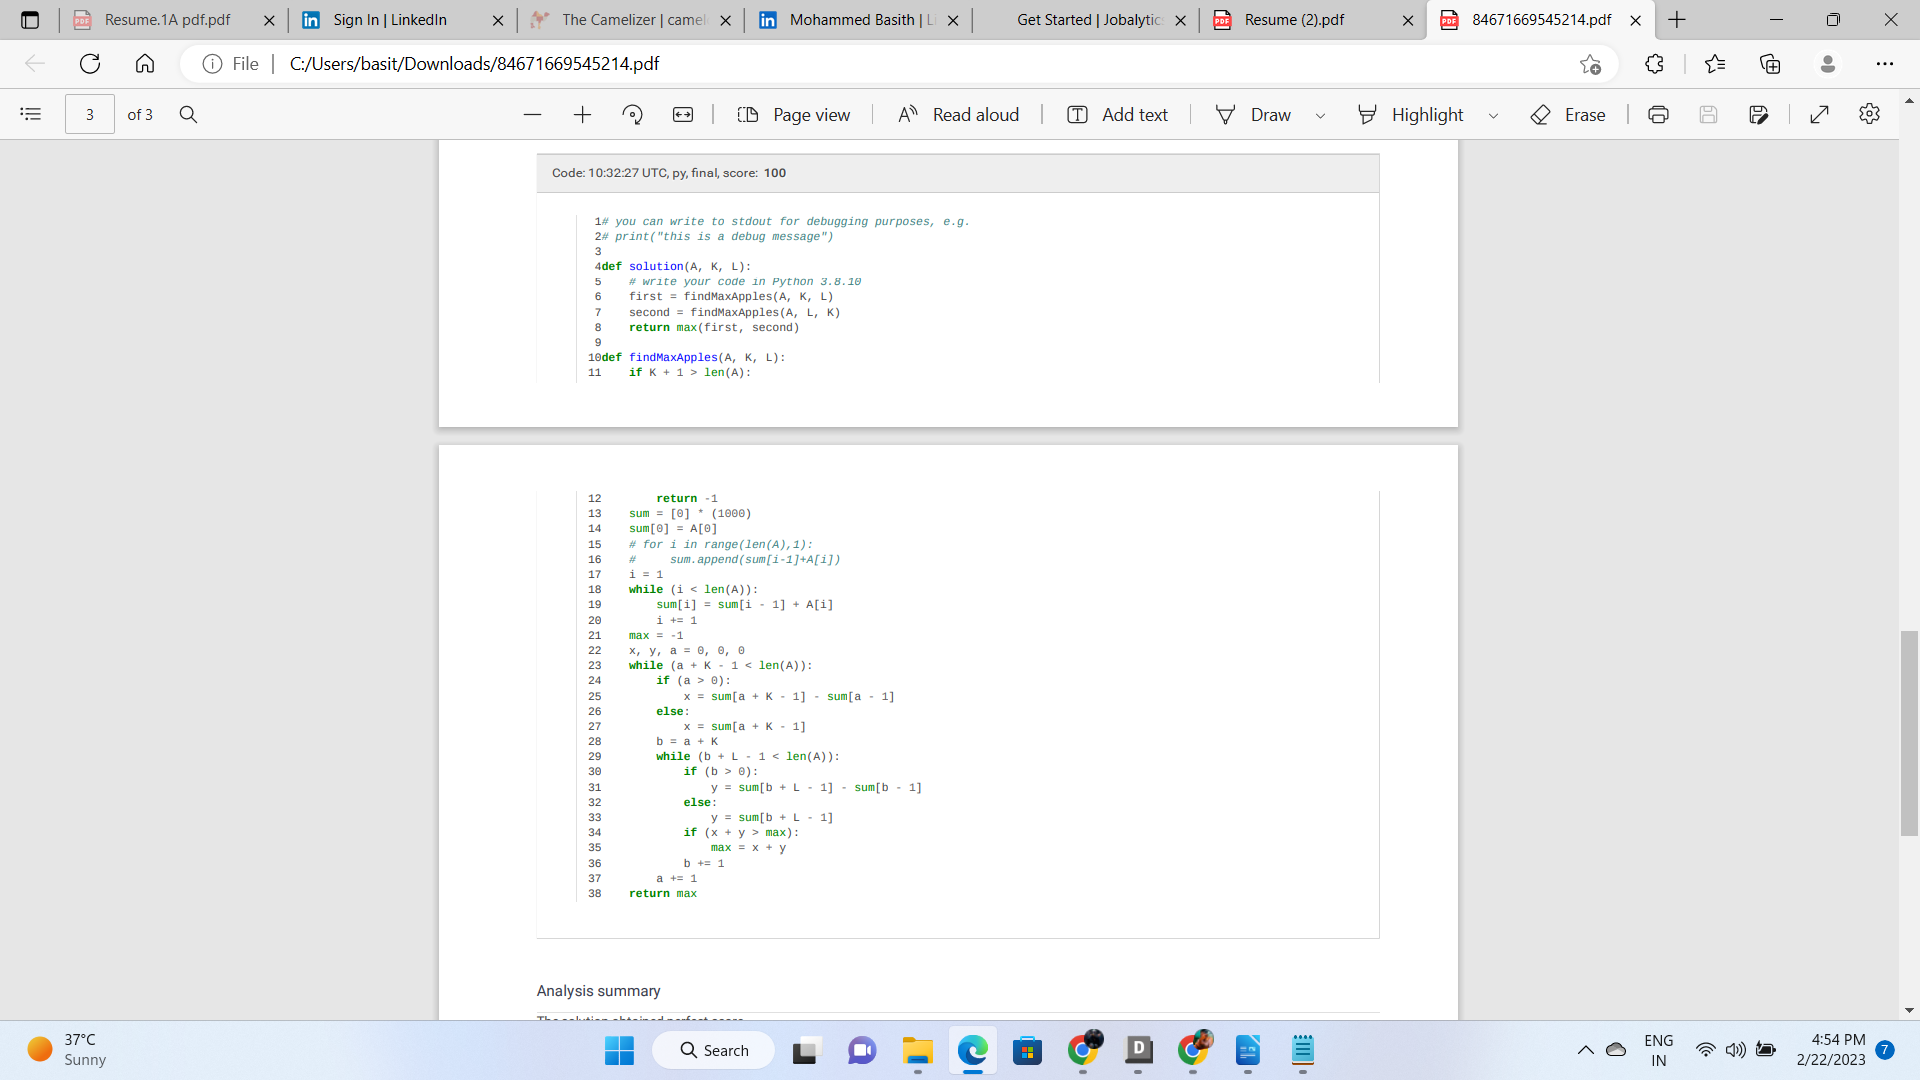 Resume.1A pdf.pdf
Sign In | LinkedIn
The Camelizer | camel
Mohammed Basith | Li
Get Started | Jobalytics
Resume (2).pdf
84671669545214.pdf
File
C:/Users/basit/Downloads/84671669545214.pdf
3 of 3
Page view
Read aloud
Add text
Draw
Highlight
Erase
Code: 10:32:27 UTC, py, final, score: 100
1# you can write to stdout for debugging purposes, e.g.
2# print("this is a debug message")
3
4def solution(A, K, L):
5    # write your code in Python 3.8.10
6    first = findMaxApples(A, K, L)
7    second = findMaxApples(A, L, K)
8    return max(first, second)
9
10def findMaxApples(A, K, L):
11    if K + 1 > len(A):
12        return -1
13    sum = [0] * (1000)
14    sum[0] = A[0]
15    # for i in range(len(A),1):
16    #     sum.append(sum[i-1]+A[i])
17    i = 1
18    while (i < len(A)):
19        sum[i] = sum[i - 1] + A[i]
20        i += 1
21    max = -1
22    x, y, a = 0, 0, 0
23    while (a + K - 1 < len(A)):
24        if (a > 0):
25            x = sum[a + K - 1] - sum[a - 1]
26        else:
27            x = sum[a + K - 1]
28        b = a + K
29        while (b + L - 1 < len(A)):
30            if (b > 0):
31                y = sum[b + L - 1] - sum[b - 1]
32            else:
33                y = sum[b + L - 1]
34            if (x + y > max):
35                max = x + y
36            b += 1
37        a += 1
38    return max
Analysis summary
The solution obtained perfect score.
37°C
Sunny
Search
ENG
IN
4:54 PM
2/22/2023
7